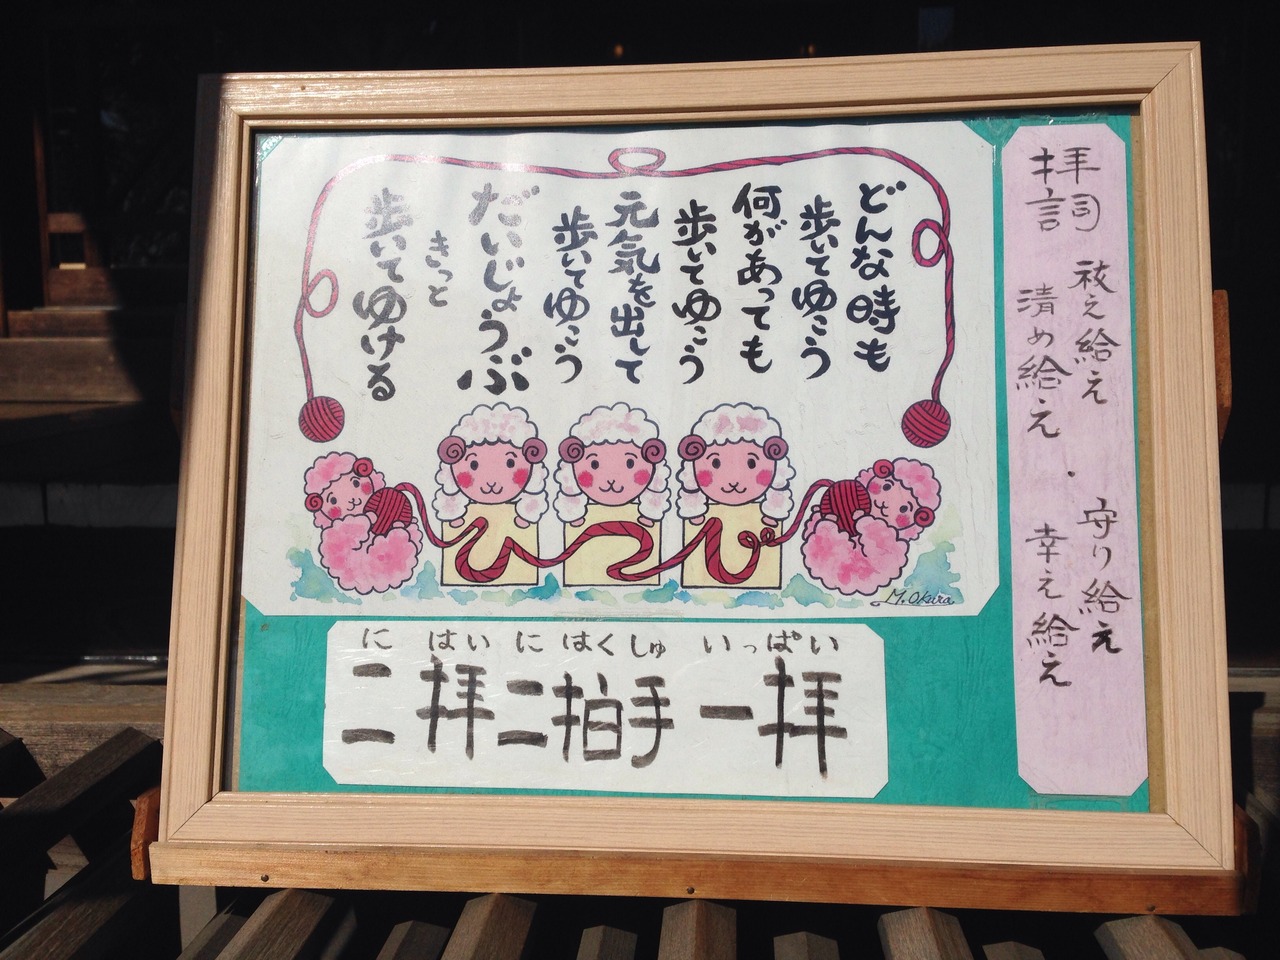 拝詞
祓え給え
清め給え
・
守り給え
幸え給え
どんな時も
歩いてゆこう
何があっても
歩いてゆこう
元気を出して
歩いてゆこう
だいじょうぶ
きっと
歩いてゆける
ひつじ
M.Okura
に はい に はくしゅ いっぱい
二拝二拍手一拝